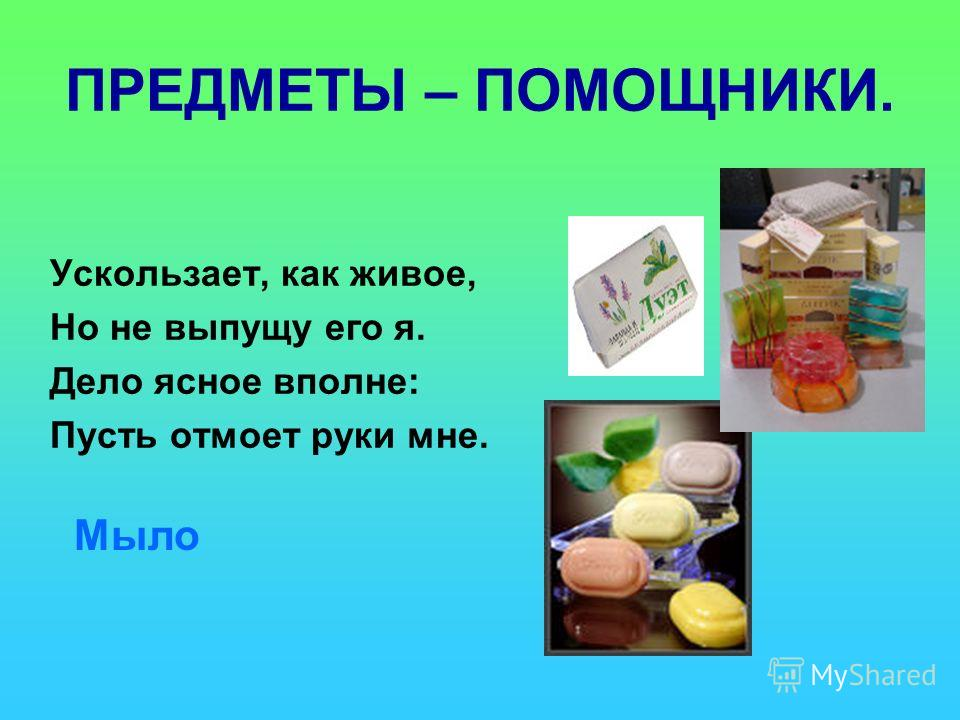 ПРЕДМЕТЫ – ПОМОЩНИКИ.
Ускользает, как живое,
Но не выпущу его я.
Дело ясное вполне:
Пусть отмоет руки мне.
Мыло
Дуэт
MyShared